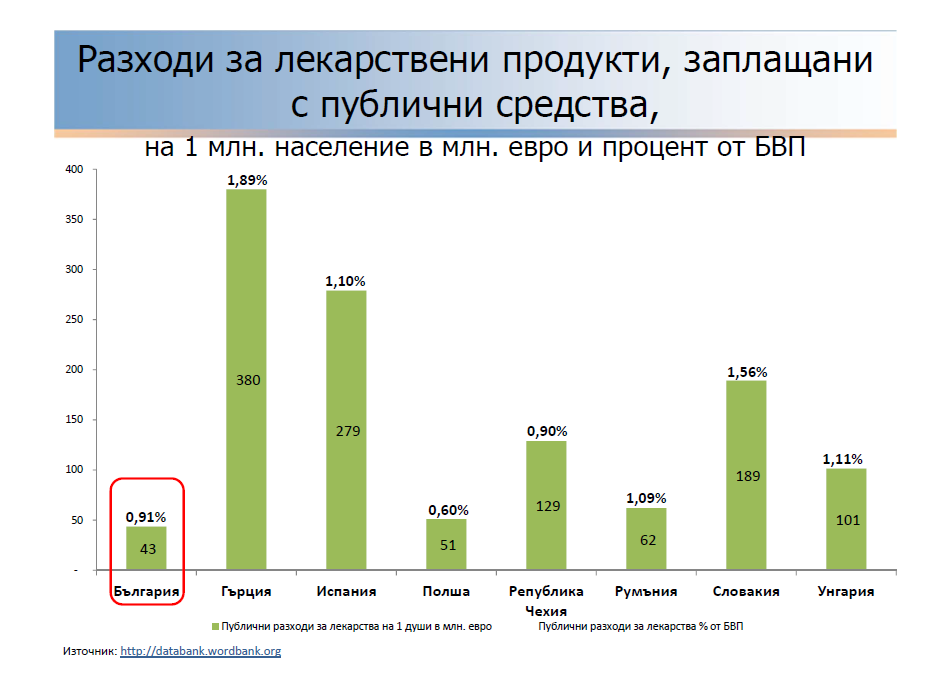 Разходи за лекарствени продукти, заплащани
с публични средства,
на 1 млн. население в млн. евро и процент от БВП
400
350
300
250
200
150
100
50
-
0,91%
43
1,89%
380
1,10%
279
0,60%
51
0,90%
129
1,09%
62
1,56%
189
1,11%
101
България
Гърция
Испания
Полша
Република
Чехия
Румъния
Словакия
Унгария
Публични разходи за лекарства на 1 души в млн. евро
Публични разходи за лекарства % от БВП
Източник: http://databank.wordbank.org